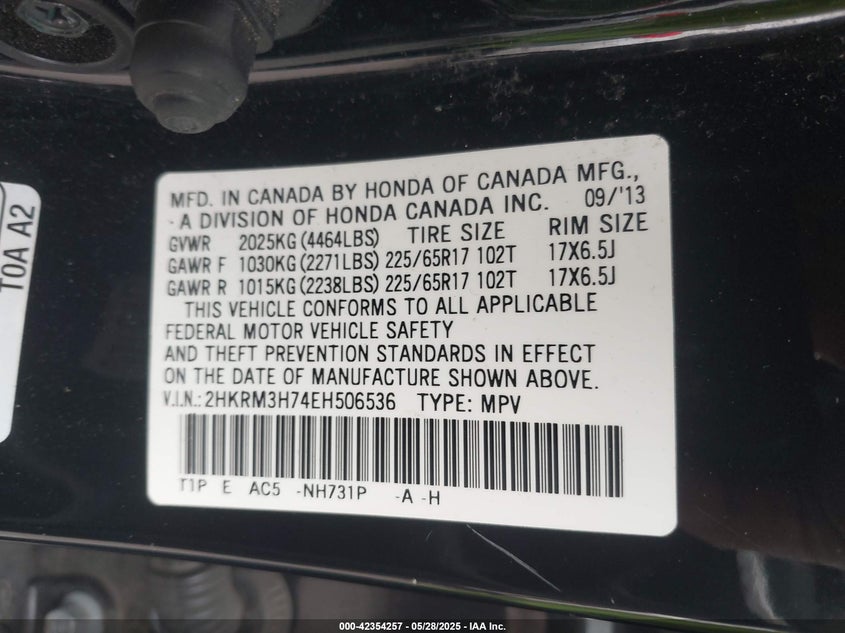 MFD. IN CANADA BY HONDA OF CANADA MFG.,
- A DIVISION OF HONDA CANADA INC. 09/'13
GVWR 2025KG (4464LBS) TIRE SIZE RIM SIZE
GAWR F 1030KG (2271LBS) 225/65R17 102T 17X6.5J
GAWR R 1015KG (2238LBS) 225/65R17 102T 17X6.5J
THIS VEHICLE CONFORMS TO ALL APPLICABLE
FEDERAL MOTOR VEHICLE SAFETY
AND THEFT PREVENTION STANDARDS IN EFFECT
ON THE DATE OF MANUFACTURE SHOWN ABOVE.
V.I.N.: 2HKRM3H74EH506536 TYPE: MPV
T1P E AC5 -NH731P -A -H
T0A A2
000-42354257 - 05/28/2025 - IAA Inc.